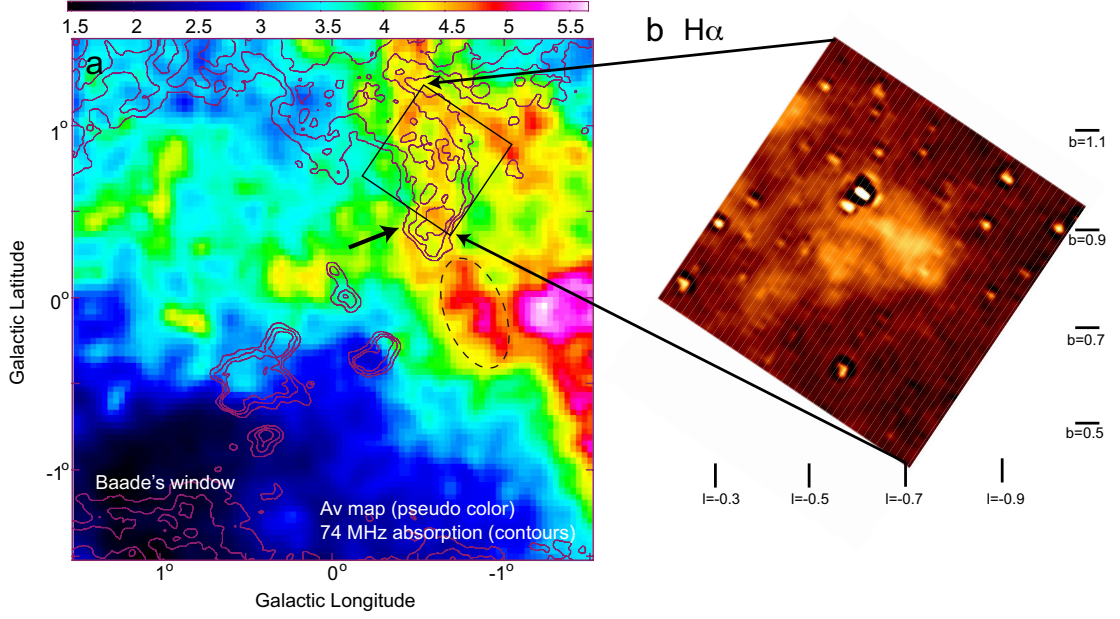 1.5 2 2.5 3 3.5 4 4.5 5 5.5
a
b Hα
1°
0°
-1°
Galactic Latitude
Baade's window
Av map (pseudo color)
74 MHz absorption (contours)
1° 0° -1°
Galactic Longitude
b=1.1
b=0.9
b=0.7
b=0.5
l=-0.3 l=-0.5 l=-0.7 l=-0.9